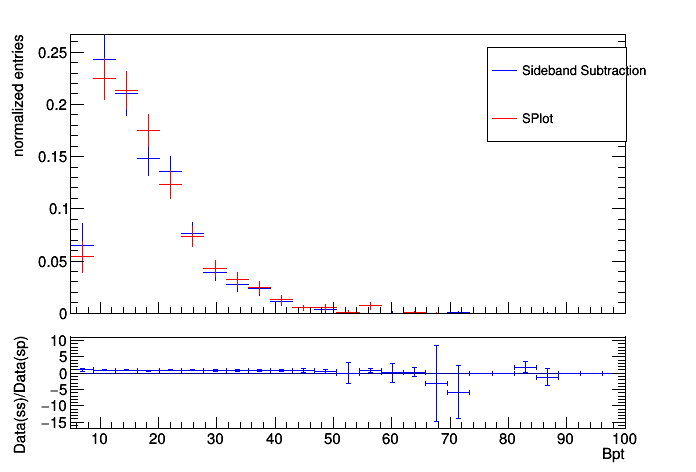 normalized entries
0.25
0.2
0.15
0.1
0.05
0
Sideband Subtraction
SPlot
Data(ss)/Data(sp)
10
5
0
−5
−10
−15
10 20 30 40 50 60 70 80 90 100
Bpt